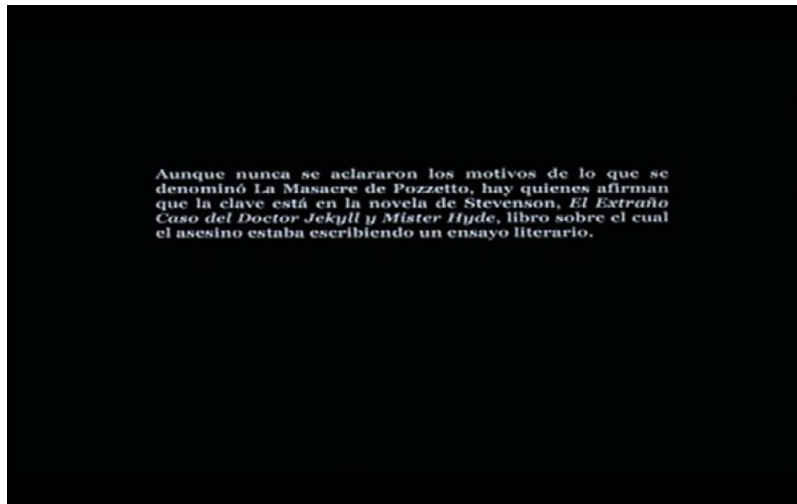 Aunque nunca se aclararon los motivos de lo que se
denominó La Masacre de Pozzetto, hay quienes afirman
que la clave está en la novela de Stevenson, El Extraño
Caso del Doctor Jekyll y Mister Hyde, libro sobre el cual
el asesino estaba escribiendo un ensayo literario.